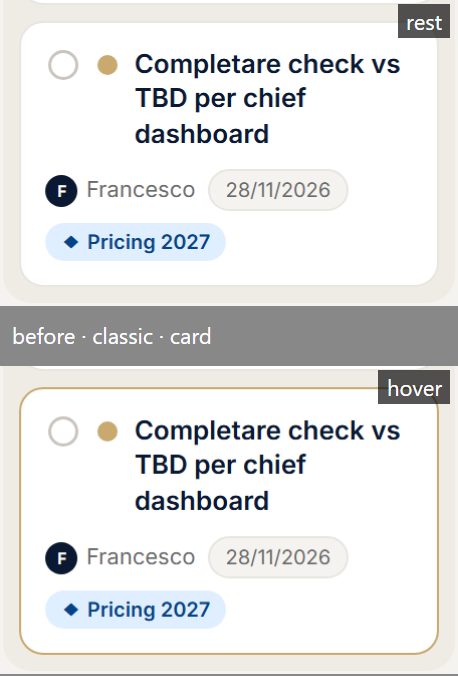 rest
Completare check vs
TBD per chief
dashboard
F Francesco 28/11/2026
Pricing 2027
before · classic · card
hover
Completare check vs
TBD per chief
dashboard
F Francesco 28/11/2026
Pricing 2027